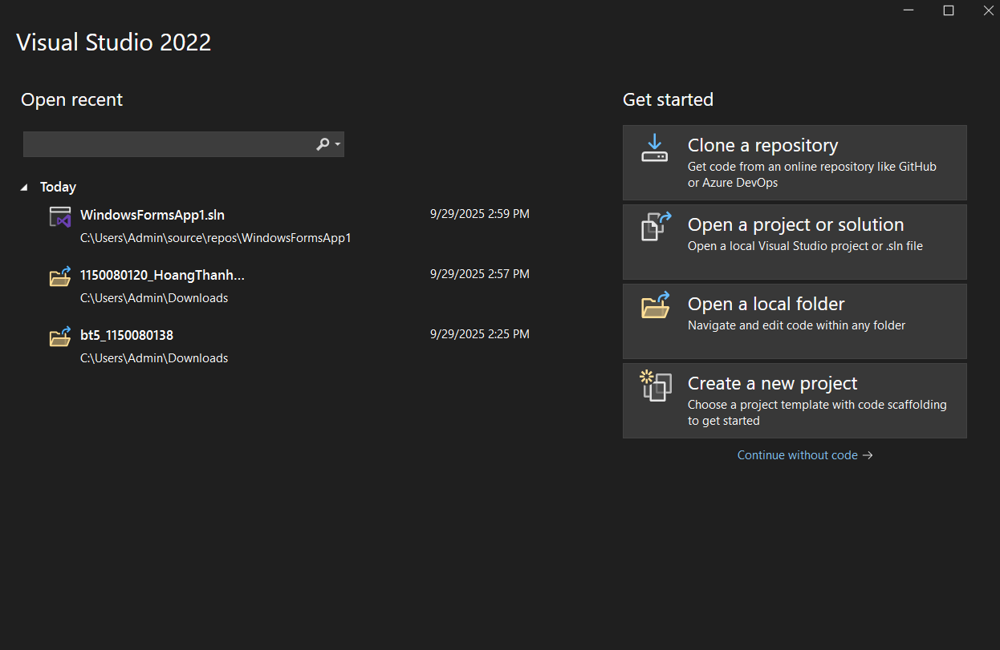 Visual Studio 2022
Open recent
Today
WindowsFormsApp1.sln
9/29/2025 2:59 PM
C:\Users\Admin\source\repos\WindowsFormsApp1
1150080120_HoangThanh...
9/29/2025 2:57 PM
C:\Users\Admin\Downloads
bt5_1150080138
9/29/2025 2:25 PM
C:\Users\Admin\Downloads
Get started
Clone a repository
Get code from an online repository like GitHub
or Azure DevOps
Open a project or solution
Open a local Visual Studio project or .sln file
Open a local folder
Navigate and edit code within any folder
Create a new project
Choose a project template with code scaffolding
to get started
Continue without code →